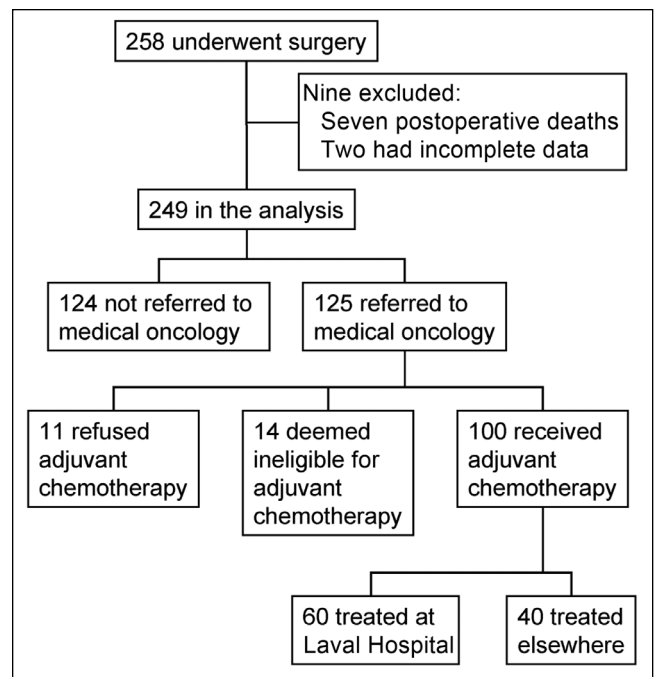 258 underwent surgery
Nine excluded:
Seven postoperative deaths
Two had incomplete data
249 in the analysis
124 not referred to
medical oncology
125 referred to
medical oncology
11 refused
adjuvant
chemotherapy
14 deemed
ineligible for
adjuvant
chemotherapy
100 received
adjuvant
chemotherapy
60 treated at
Laval Hospital
40 treated
elsewhere